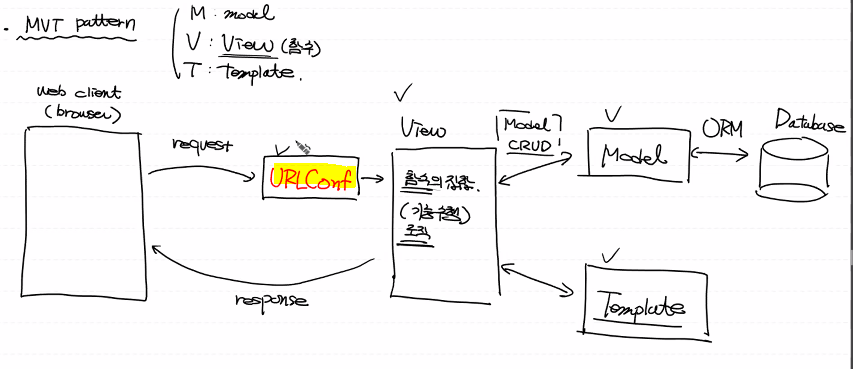 . MVT pattern
M : model
V : View (함수)
T : Template.
web client
(browser)
request
URLConf
response
View
함수의 집합.
(기능수행)
로직
Model
CRUD
Model
ORM
Database
Template